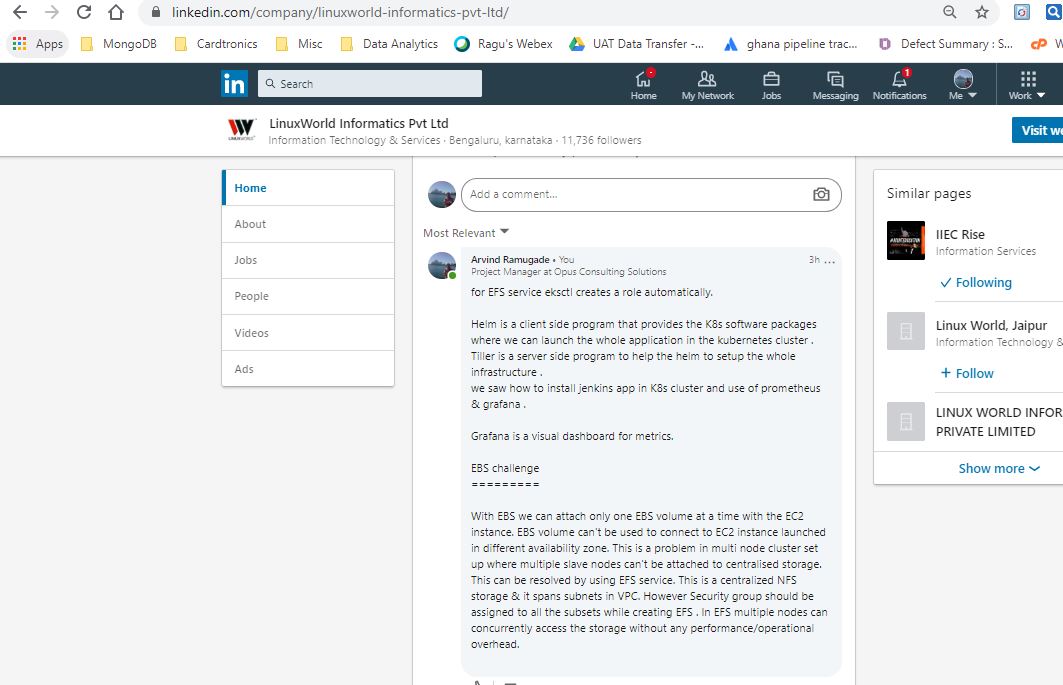 linkedin.com/company/linuxworld-informatics-pvt-ltd/
Apps MongoDB Cardtronics Misc Data Analytics Ragu's Webex UAT Data Transfer -... ghana pipeline trac... Defect Summary : S...
in Search Home My Network Jobs Messaging 1 Notifications Me Work
LINUXWORLD
LinuxWorld Informatics Pvt Ltd
Information Technology & Services · Bengaluru, karnataka · 11,736 followers
Visit we
Home
About
Jobs
People
Videos
Ads
Add a comment...
Most Relevant
Arvind Ramugade • You 3h ...
Project Manager at Opus Consulting Solutions
for EFS service eksctl creates a role automatically.
Helm is a client side program that provides the K8s software packages
where we can launch the whole application in the kubernetes cluster .
Tiller is a server side program to help the helm to setup the whole
infrastructure .
we saw how to install jenkins app in K8s cluster and use of prometheus
& grafana .
Grafana is a visual dashboard for metrics.
EBS challenge
=========
With EBS we can attach only one EBS volume at a time with the EC2
instance. EBS volume can't be used to connect to EC2 instance launched
in different availability zone. This is a problem in multi node cluster set
up where multiple slave nodes can't be attached to centralised storage.
This can be resolved by using EFS service. This is a centralized NFS
storage & it spans subnets in VPC. However Security group should be
assigned to all the subsets while creating EFS . In EFS multiple nodes can
concurrently access the storage without any performance/operational
overhead.
Similar pages
IIEC Rise
Information Services
Following
Linux World, Jaipur
Information Technology &
+ Follow
LINUX WORLD INFOR
PRIVATE LIMITED
Show more